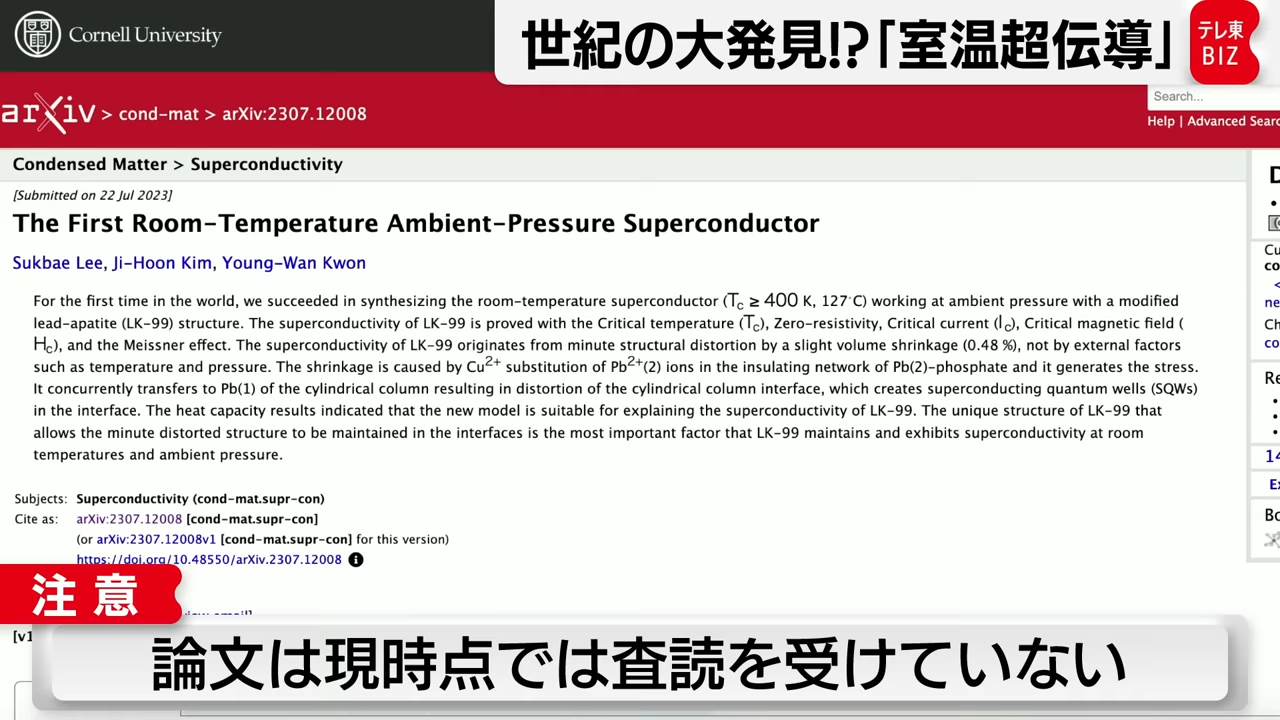 Cornell University
世紀の大発見!?「室温超伝導」
テレ東
BIZ
arXiv > cond-mat > arXiv:2307.12008
Search...
Help | Advanced Sear
Condensed Matter > Superconductivity
[Submitted on 22 Jul 2023]
The First Room-Temperature Ambient-Pressure Superconductor
Sukbae Lee, Ji-Hoon Kim, Young-Wan Kwon
For the first time in the world, we succeeded in synthesizing the room-temperature superconductor (Tc ≥ 400 K, 127°C) working at ambient pressure with a modified
lead-apatite (LK-99) structure. The superconductivity of LK-99 is proved with the Critical temperature (Tc), Zero-resistivity, Critical current (Ic), Critical magnetic field (
Hc), and the Meissner effect. The superconductivity of LK-99 originates from minute structural distortion by a slight volume shrinkage (0.48 %), not by external factors
such as temperature and pressure. The shrinkage is caused by Cu2+ substitution of Pb2+(2) ions in the insulating network of Pb(2)-phosphate and it generates the stress.
It concurrently transfers to Pb(1) of the cylindrical column resulting in distortion of the cylindrical column interface, which creates superconducting quantum wells (SQWs)
in the interface. The heat capacity results indicated that the new model is suitable for explaining the superconductivity of LK-99. The unique structure of LK-99 that
allows the minute distorted structure to be maintained in the interfaces is the most important factor that LK-99 maintains and exhibits superconductivity at room
temperatures and ambient pressure.
Subjects: Superconductivity (cond-mat.supr-con)
Cite as: arXiv:2307.12008 [cond-mat.supr-con]
(or arXiv:2307.12008v1 [cond-mat.supr-con] for this version)
https://doi.org/10.48550/arXiv.2307.12008
注意
[v1
論文は現時点では査読を受けていない